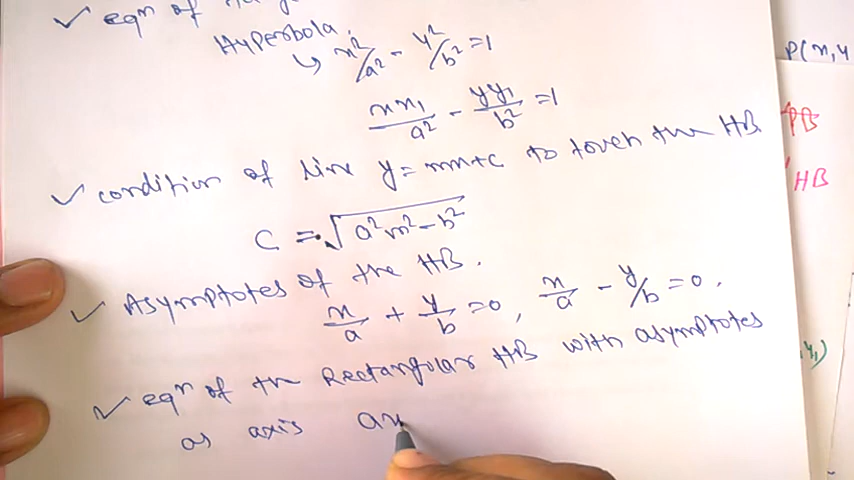 ✓ eqn of
Hyperbola.
↳ x²/a² - y²/b² = 1
xx₁/a² - yy₁/b² = 1
✓ condition of line y = mx+c to touch the HB
c = √a²m² - b²
✓ Asymptotes of the HB.
x/a + y/b = 0, x/a - y/b = 0.
✓ eqn of the Rectangular HB with asymptotes
as axis ax
P(x, y
PB
HB
y₁)